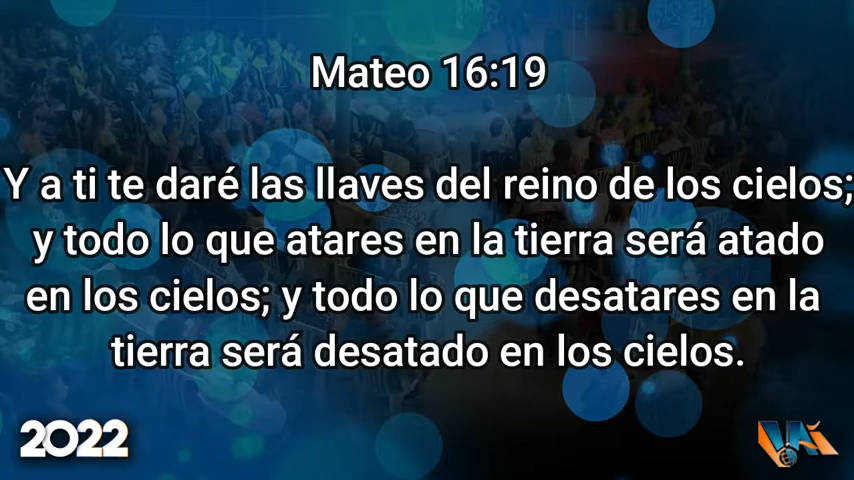 Mateo 16:19
Y a ti te daré las llaves del reino de los cielos;
y todo lo que atares en la tierra será atado
en los cielos; y todo lo que desatares en la
tierra será desatado en los cielos.
2022